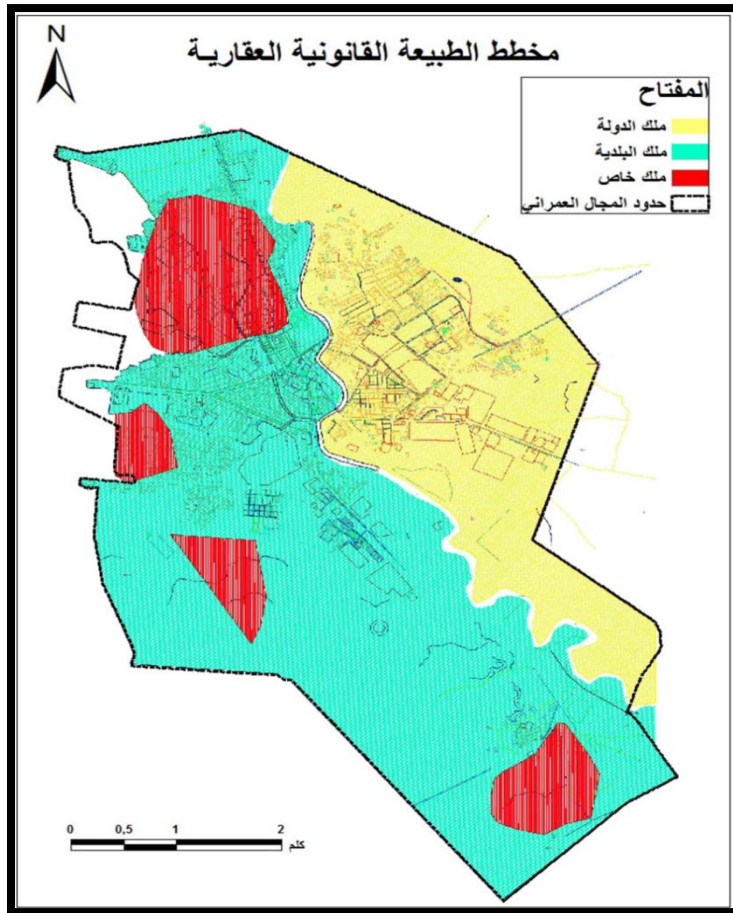 N
مخطط الطبيعة القانونية العقارية
المفتاح
ملك الدولة
ملك البلدية
ملك خاص
حدود المجال العمراني
0 0,5 1 2
كلم